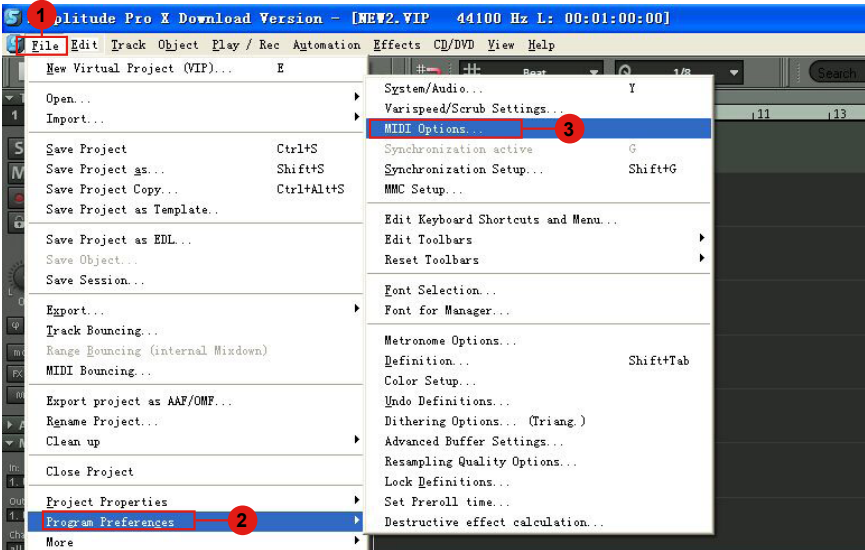 plitude Pro X Download Version - [NEW2.VIP 44100 Hz L: 00:01:00:00]
1
File Edit Track Object Play / Rec Automation Effects CD/DVD View Help
New Virtual Project (VIP)... E
Open...
Import...
Save Project Ctrl+S
Save Project as... Shift+S
Save Project Copy... Ctrl+Alt+S
Save Project as Template..
Save Project as EDL...
Save Object...
Save Session...
Export...
Track Bouncing...
Range Bouncing (internal Mixdown)
MIDI Bouncing...
Export project as AAF/OMF...
Rename Project...
Clean up
Close Project
Project Properties
Program Preferences 2
More
Beat 1/8 Search
System/Audio... Y
Varispeed/Scrub Settings...
MIDI Options... 3
Synchronization active G
Synchronization Setup... Shift+G
MMC Setup...
Edit Keyboard Shortcuts and Menu...
Edit Toolbars
Reset Toolbars
Font Selection...
Font for Manager...
Metronome Options...
Definition... Shift+Tab
Color Setup...
Undo Definitions...
Dithering Options... (Triang.)
Advanced Buffer Settings...
Resampling Quality Options...
Lock Definitions...
Set Preroll time...
Destructive effect calculation...
11 13
1
S
M
In:
1.
Out
1.